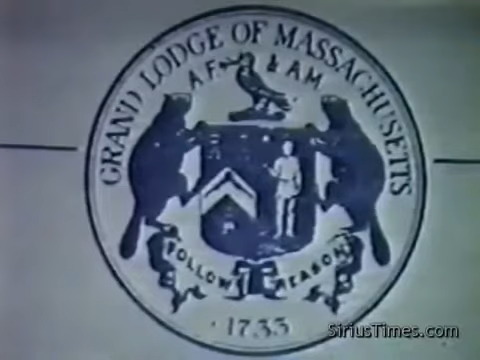 GRAND LODGE OF MASSACHUSETTS
A.F. & A.M.
FOLLOW REASON
· 1733
SiriusTimes.com